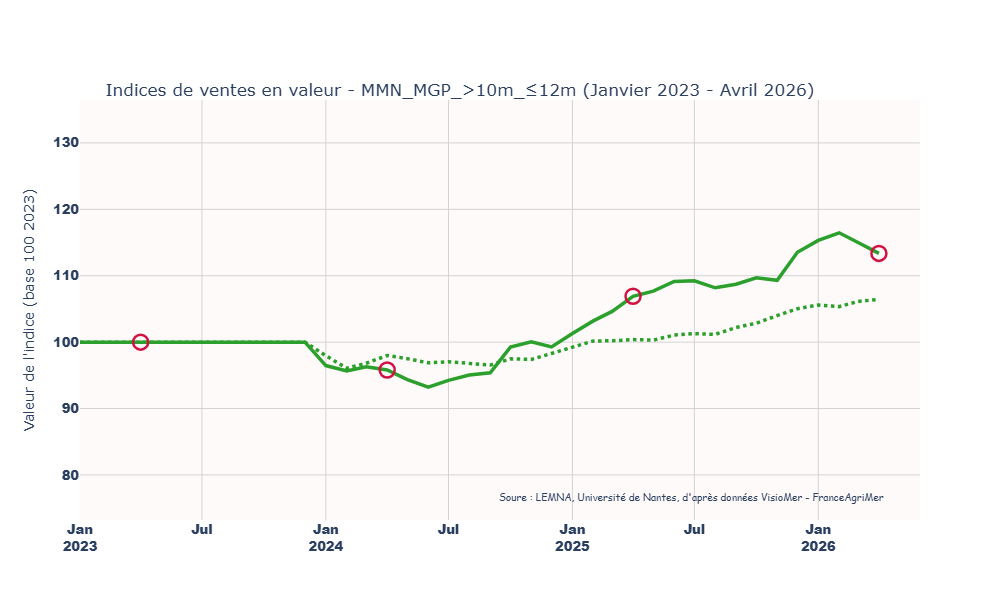 Indices de ventes en valeur - MMN_MGP_>10m_≤12m (Janvier 2023 - Avril 2026)
Valeur de l'indice (base 100 2023)
130
120
110
100
90
80
Soure : LEMNA, Université de Nantes, d'après données VisioMer - FranceAgriMer
Jan Jul Jan Jul Jan Jul Jan
2023 2024 2025 2026